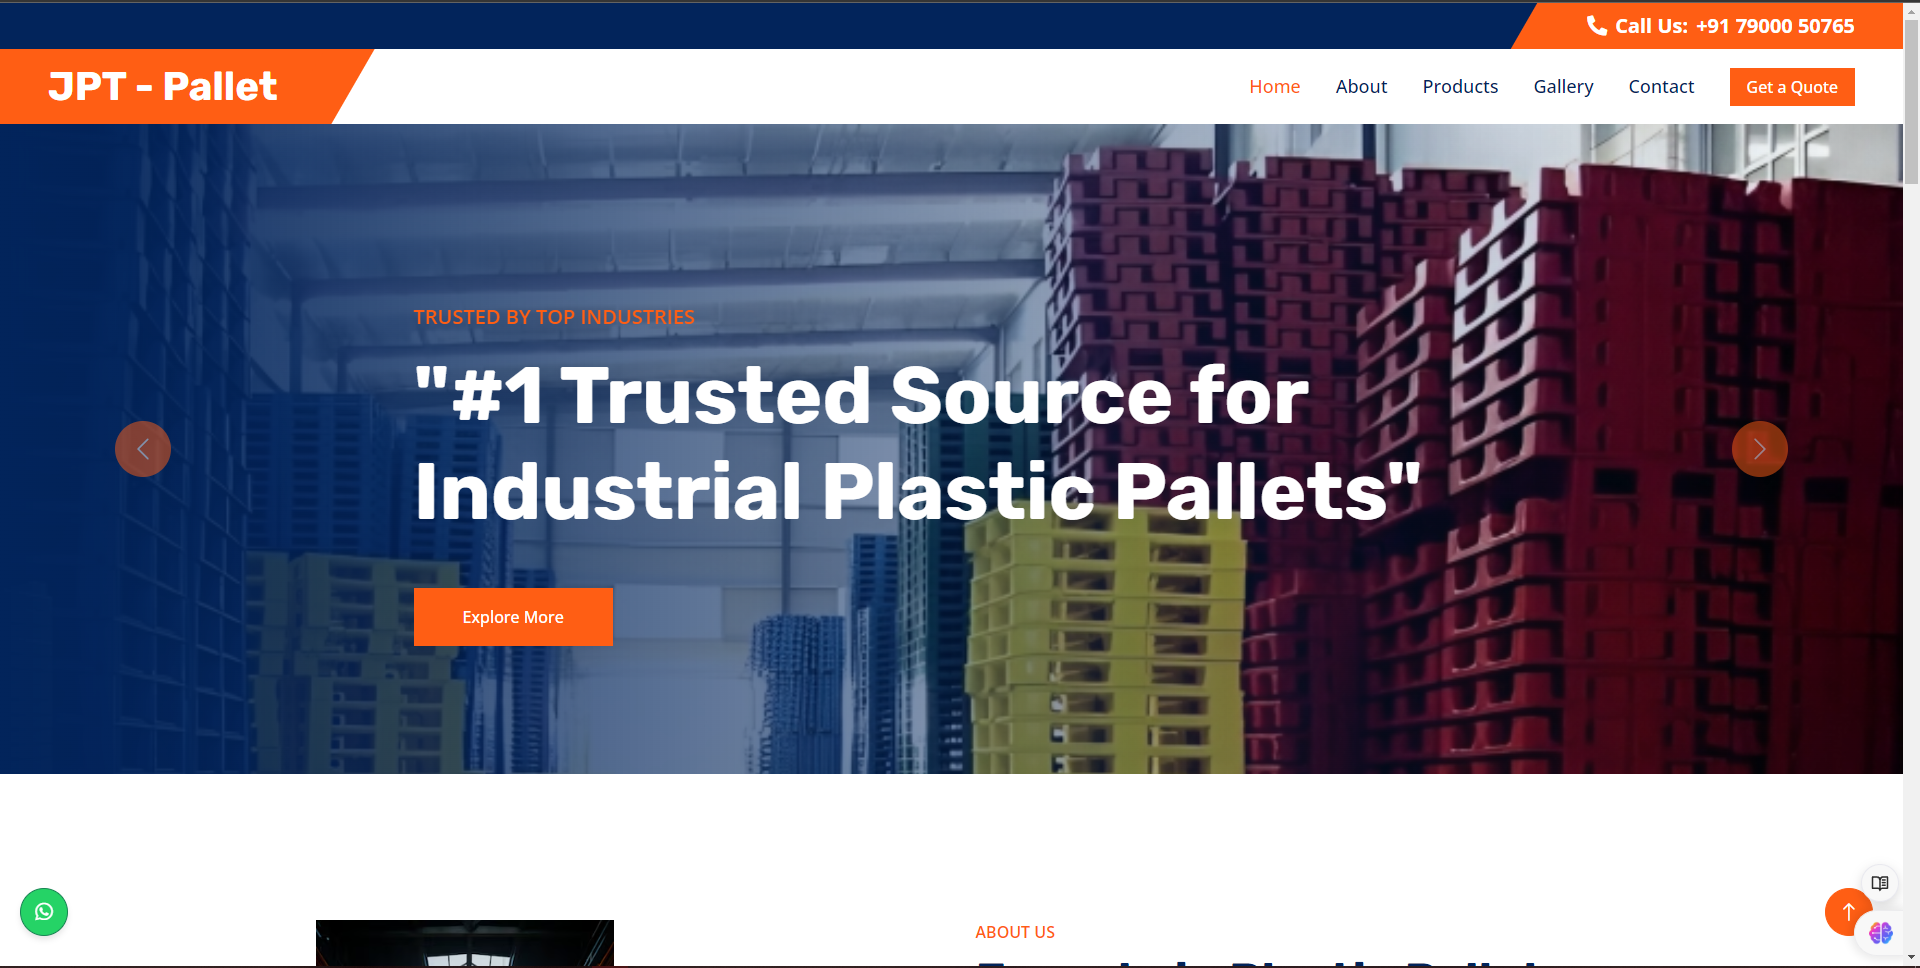 Call Us: +91 79000 50765
JPT - Pallet
Home
About
Products
Gallery
Contact
Get a Quote
TRUSTED BY TOP INDUSTRIES
"#1 Trusted Source for
Industrial Plastic Pallets"
Explore More
ABOUT US